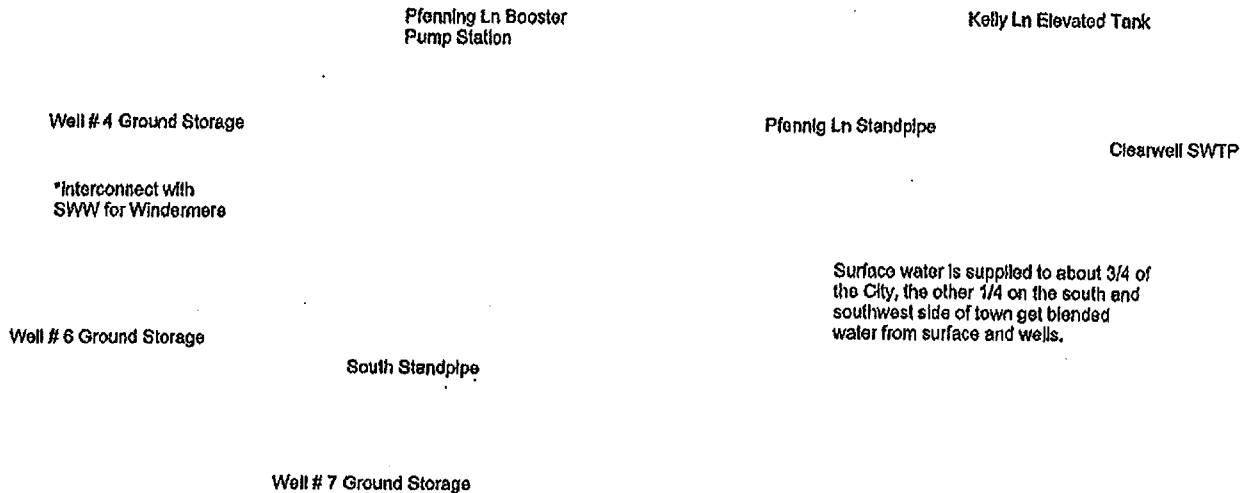 Pfenning Ln Booster
Pump Station
Kelly Ln Elevated Tank
Well # 4 Ground Storage
Pfennig Ln Standpipe
Clearwell SWTP
*Interconnect with
SWW for Windermere
Surface water is supplied to about 3/4 of
the City, the other 1/4 on the south and
southwest side of town get blended
water from surface and wells.
Well # 6 Ground Storage
South Standpipe
Well # 7 Ground Storage